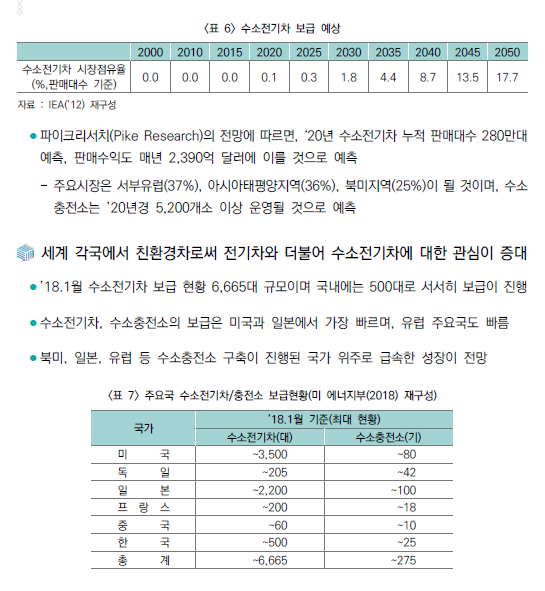 <표 6> 수소전기차 보급 예상
2000 2010 2015 2020 2025 2030 2035 2040 2045 2050
수소전기차 시장점유율
(%,판매대수 기준) 0.0 0.0 0.0 0.1 0.3 1.8 4.4 8.7 13.5 17.7
자료 : IEA('12) 재구성
● 파이크리서치(Pike Research)의 전망에 따르면, '20년 수소전기차 누적 판매대수 280만대
예측, 판매수익도 매년 2,390억 달러에 이를 것으로 예측
- 주요시장은 서부유럽(37%), 아시아태평양지역(36%), 북미지역(25%)이 될 것이며, 수소
충전소는 '20년경 5,200개소 이상 운영될 것으로 예측
세계 각국에서 친환경차로써 전기차와 더불어 수소전기차에 대한 관심이 증대
● '18.1월 수소전기차 보급 현황 6,665대 규모이며 국내에는 500대로 서서히 보급이 진행
● 수소전기차, 수소충전소의 보급은 미국과 일본에서 가장 빠르며, 유럽 주요국도 빠름
● 북미, 일본, 유럽 등 수소충전소 구축이 진행된 국가 위주로 급속한 성장이 전망
<표 7> 주요국 수소전기차/충전소 보급현황(미 에너지부(2018) 재구성)
국가 '18.1월 기준(최대 현황)
수소전기차(대) 수소충전소(기)
미 국 ~3,500 ~80
독 일 ~205 ~42
일 본 ~2,200 ~100
프 랑 스 ~200 ~18
중 국 ~60 ~10
한 국 ~500 ~25
총 계 ~6,665 ~275